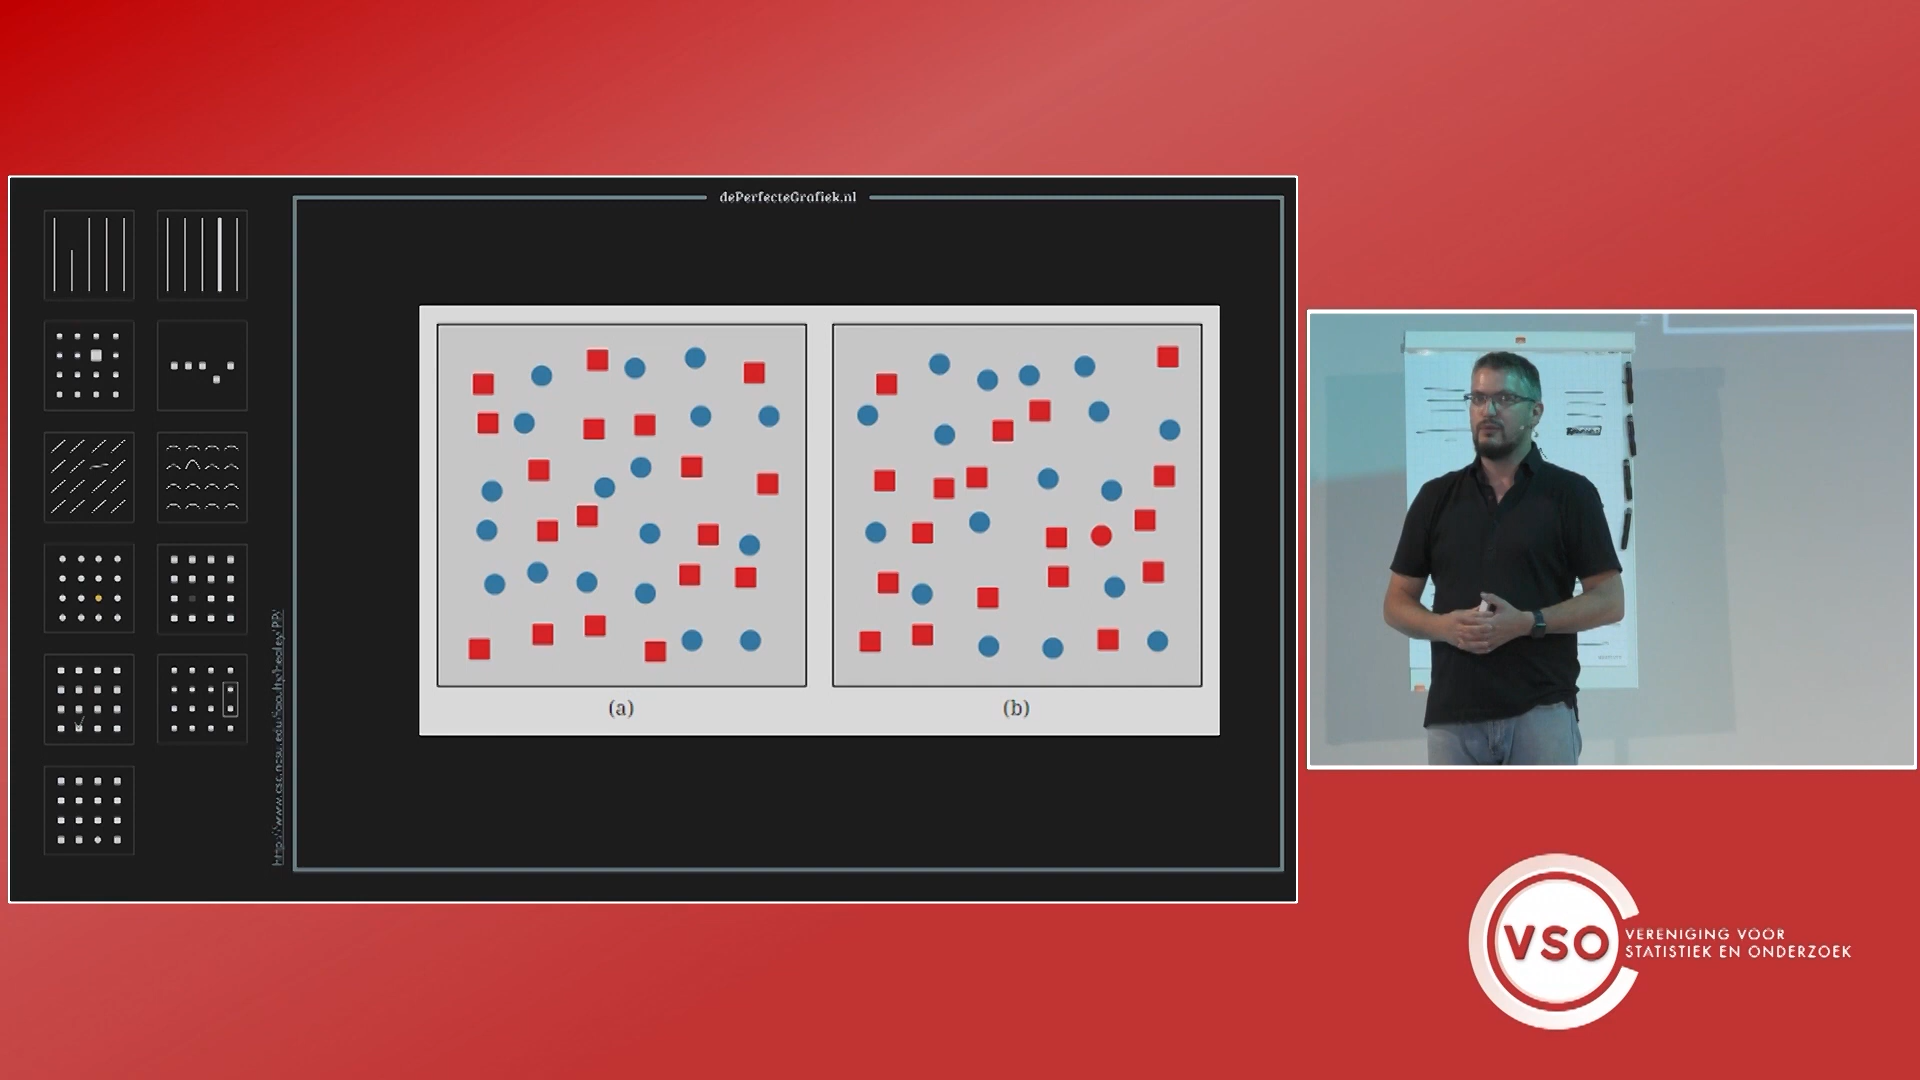 dePerfecteGrafiek.nl
(a)
(b)
VSO
VERENIGING VOOR
STATISTIEK EN ONDERZOEK